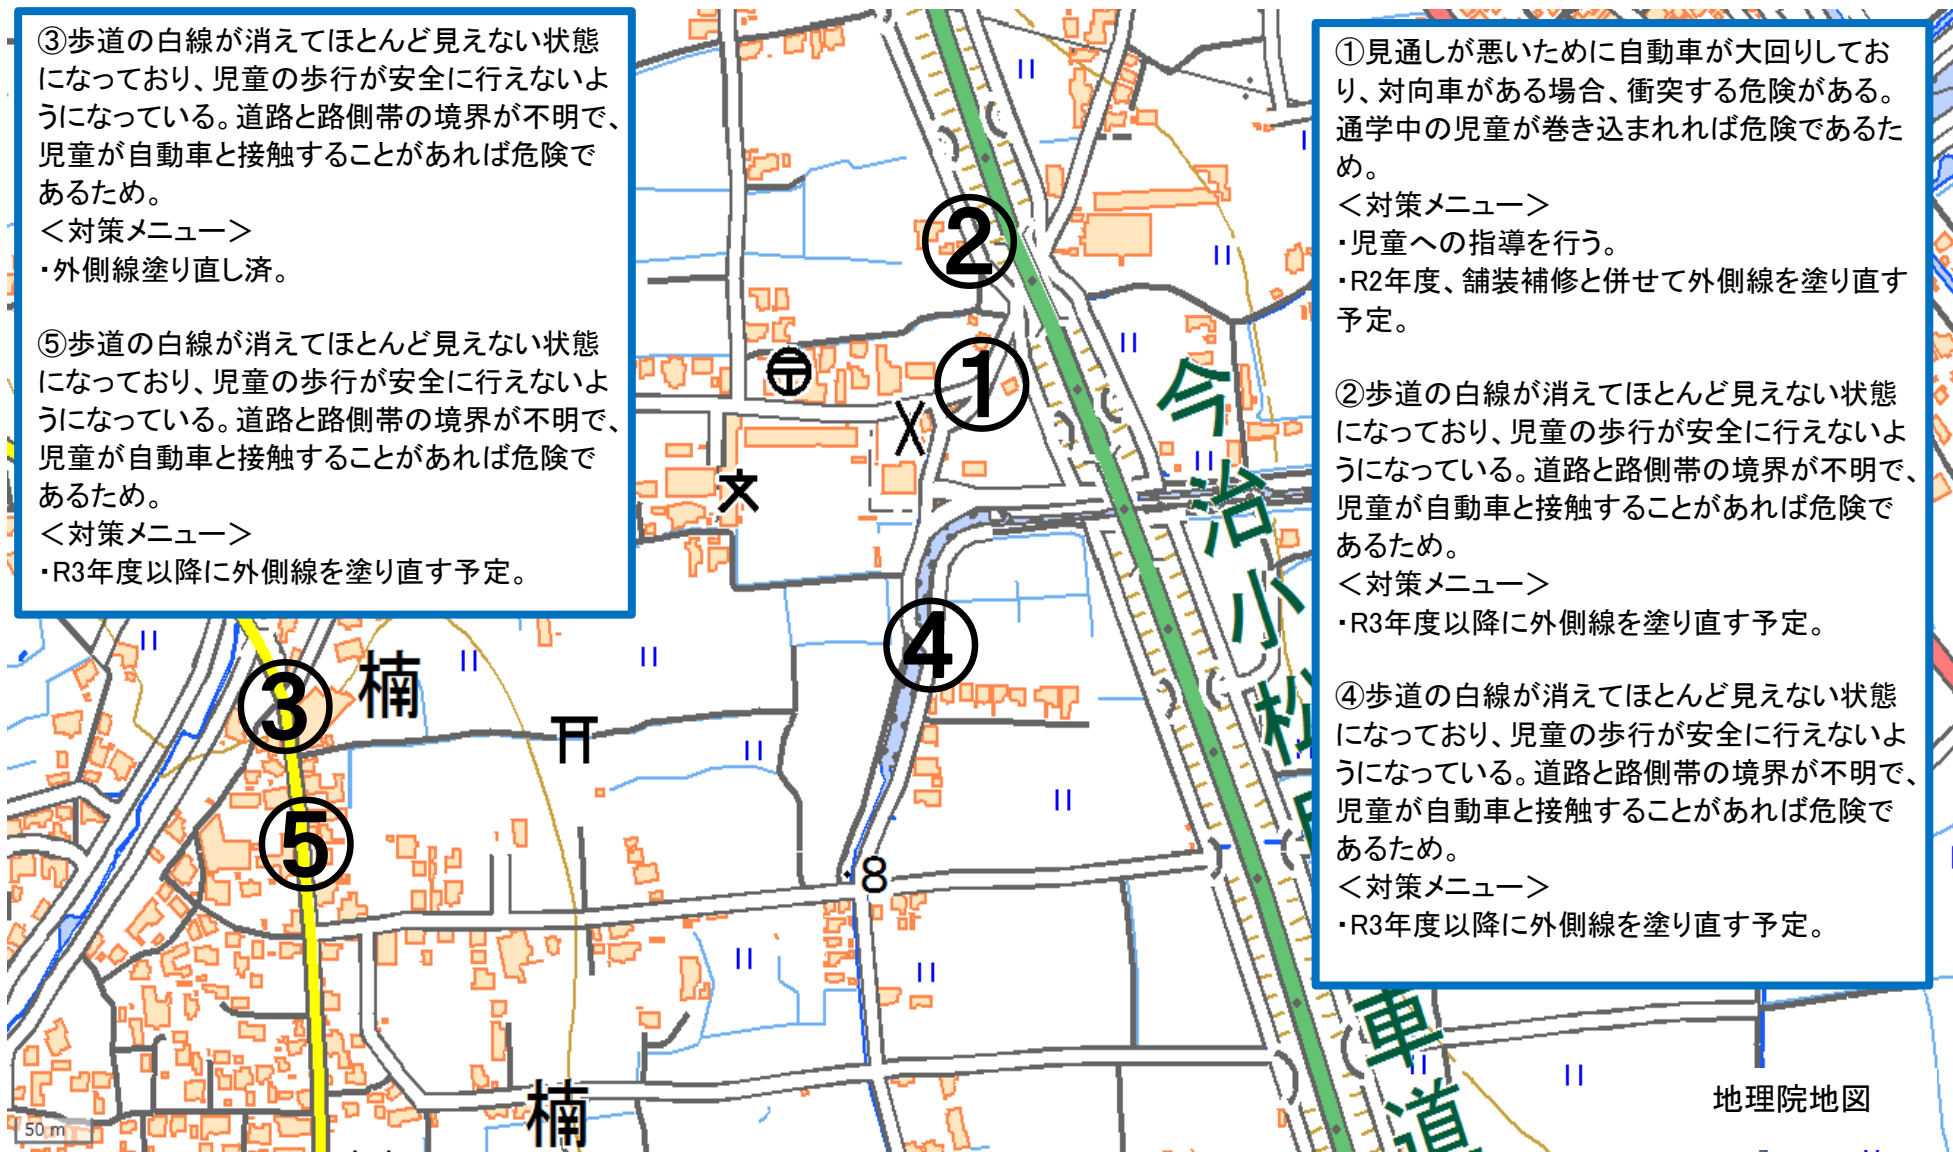 ③歩道の白線が消えてほとんど見えない状態
になっており、児童の歩行が安全に行えないよ
うになっている。道路と路側帯の境界が不明で、
児童が自動車と接触することがあれば危険で
あるため。
＜対策メニュー＞
・外側線塗り直し済。
⑤歩道の白線が消えてほとんど見えない状態
になっており、児童の歩行が安全に行えないよ
うになっている。道路と路側帯の境界が不明で、
児童が自動車と接触することがあれば危険で
あるため。
＜対策メニュー＞
・R3年度以降に外側線を塗り直す予定。
①見通しが悪いために自動車が大回りしてお
り、対向車がある場合、衝突する危険がある。
通学中の児童が巻き込まれれば危険であるた
め。
＜対策メニュー＞
・児童への指導を行う。
・R2年度、舗装補修と併せて外側線を塗り直す
予定。
②歩道の白線が消えてほとんど見えない状態
になっており、児童の歩行が安全に行えないよ
うになっている。道路と路側帯の境界が不明で、
児童が自動車と接触することがあれば危険で
あるため。
＜対策メニュー＞
・R3年度以降に外側線を塗り直す予定。
④歩道の白線が消えてほとんど見えない状態
になっており、児童の歩行が安全に行えないよ
うになっている。道路と路側帯の境界が不明で、
児童が自動車と接触することがあれば危険で
あるため。
＜対策メニュー＞
・R3年度以降に外側線を塗り直す予定。
②
①
④
③
⑤
今治小松
車道
楠
8
楠
50 m
地理院地図